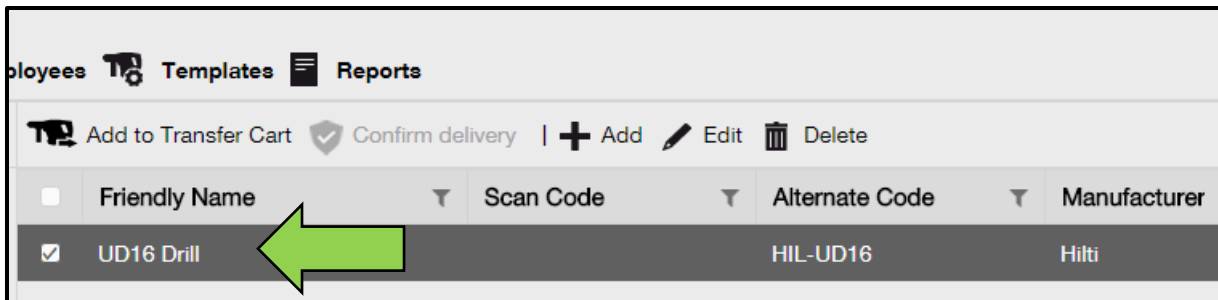 ployees Templates Reports
Add to Transfer Cart Confirm delivery | Add Edit Delete
Friendly Name Scan Code Alternate Code Manufacturer
UD16 Drill HIL-UD16 Hilti